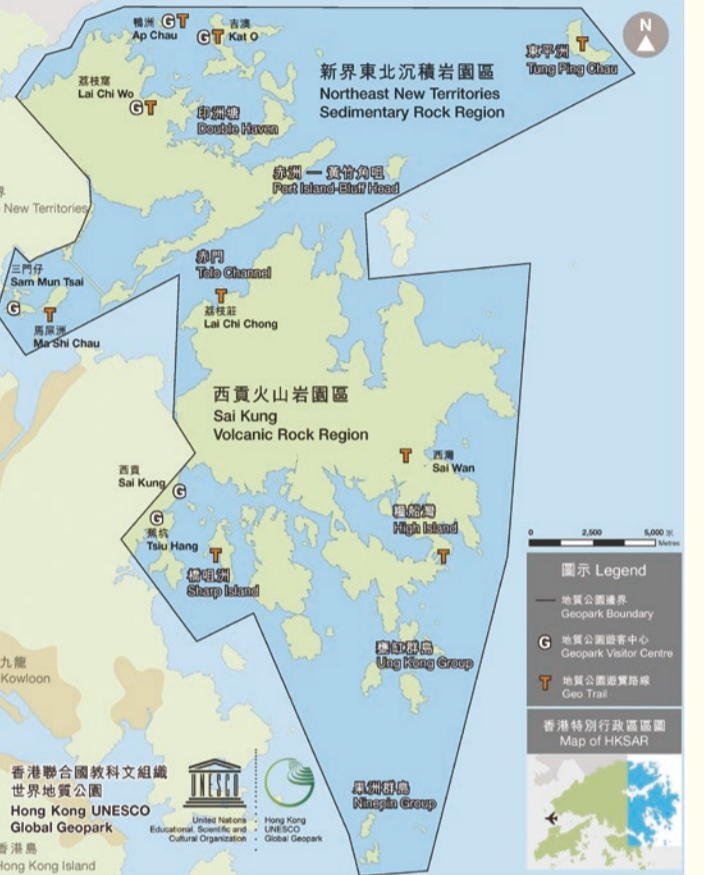 鴨洲
Ap Chau
G T
G T
吉澳
Kat O
東平洲
Tung Ping Chau
T
N
荔枝窩
Lai Chi Wo
G T
印洲塘
Double Haven
新界東北沉積岩園區
Northeast New Territories
Sedimentary Rock Region
赤洲 — 黃竹角咀
Port Island-Bluff Head
界
New Territories
三門仔
Sam Mun Tsai
G
T
馬屎洲
Ma Shi Chau
赤門
Tolo Channel
T
荔枝莊
Lai Chi Chong
西貢火山岩園區
Sai Kung
Volcanic Rock Region
T
西灣
Sai Wan
西貢
Sai Kung
G
G
蕉坑
Tsiu Hang
T
橋咀洲
Sharp Island
糧船灣
High Island
T
甕缸群島
Ung Kong Group
果洲群島
Ninepin Group
九龍
Kowloon
香港島
Hong Kong Island
0 2,500 5,000 米
Metres
圖示 Legend
地質公園邊界
Geopark Boundary
G
地質公園遊客中心
Geopark Visitor Centre
T
地質公園遊覽路線
Geo Trail
香港特別行政區區圖
Map of HKSAR
香港聯合國教科文組織
世界地質公園
Hong Kong UNESCO
Global Geopark
UNESCO
United Nations
Educational, Scientific and
Cultural Organization
Hong Kong
UNESCO
Global Geopark